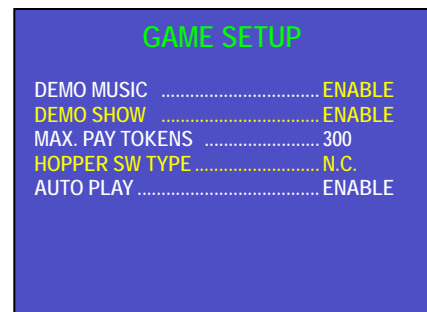 GAME SETUP
DEMO MUSIC ................................ ENABLE
DEMO SHOW ................................ ENABLE
MAX. PAY TOKENS ....................... 300
HOPPER SW TYPE ......................... N.C.
AUTO PLAY ..................................... ENABLE